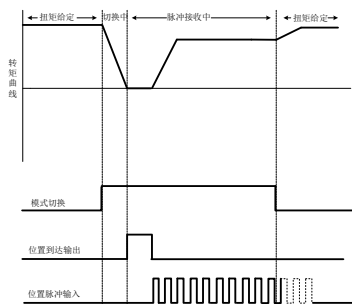 扭矩给定 切换中 脉冲接收中 扭矩给定
转矩曲线
模式切换
位置到达输出
位置脉冲输入